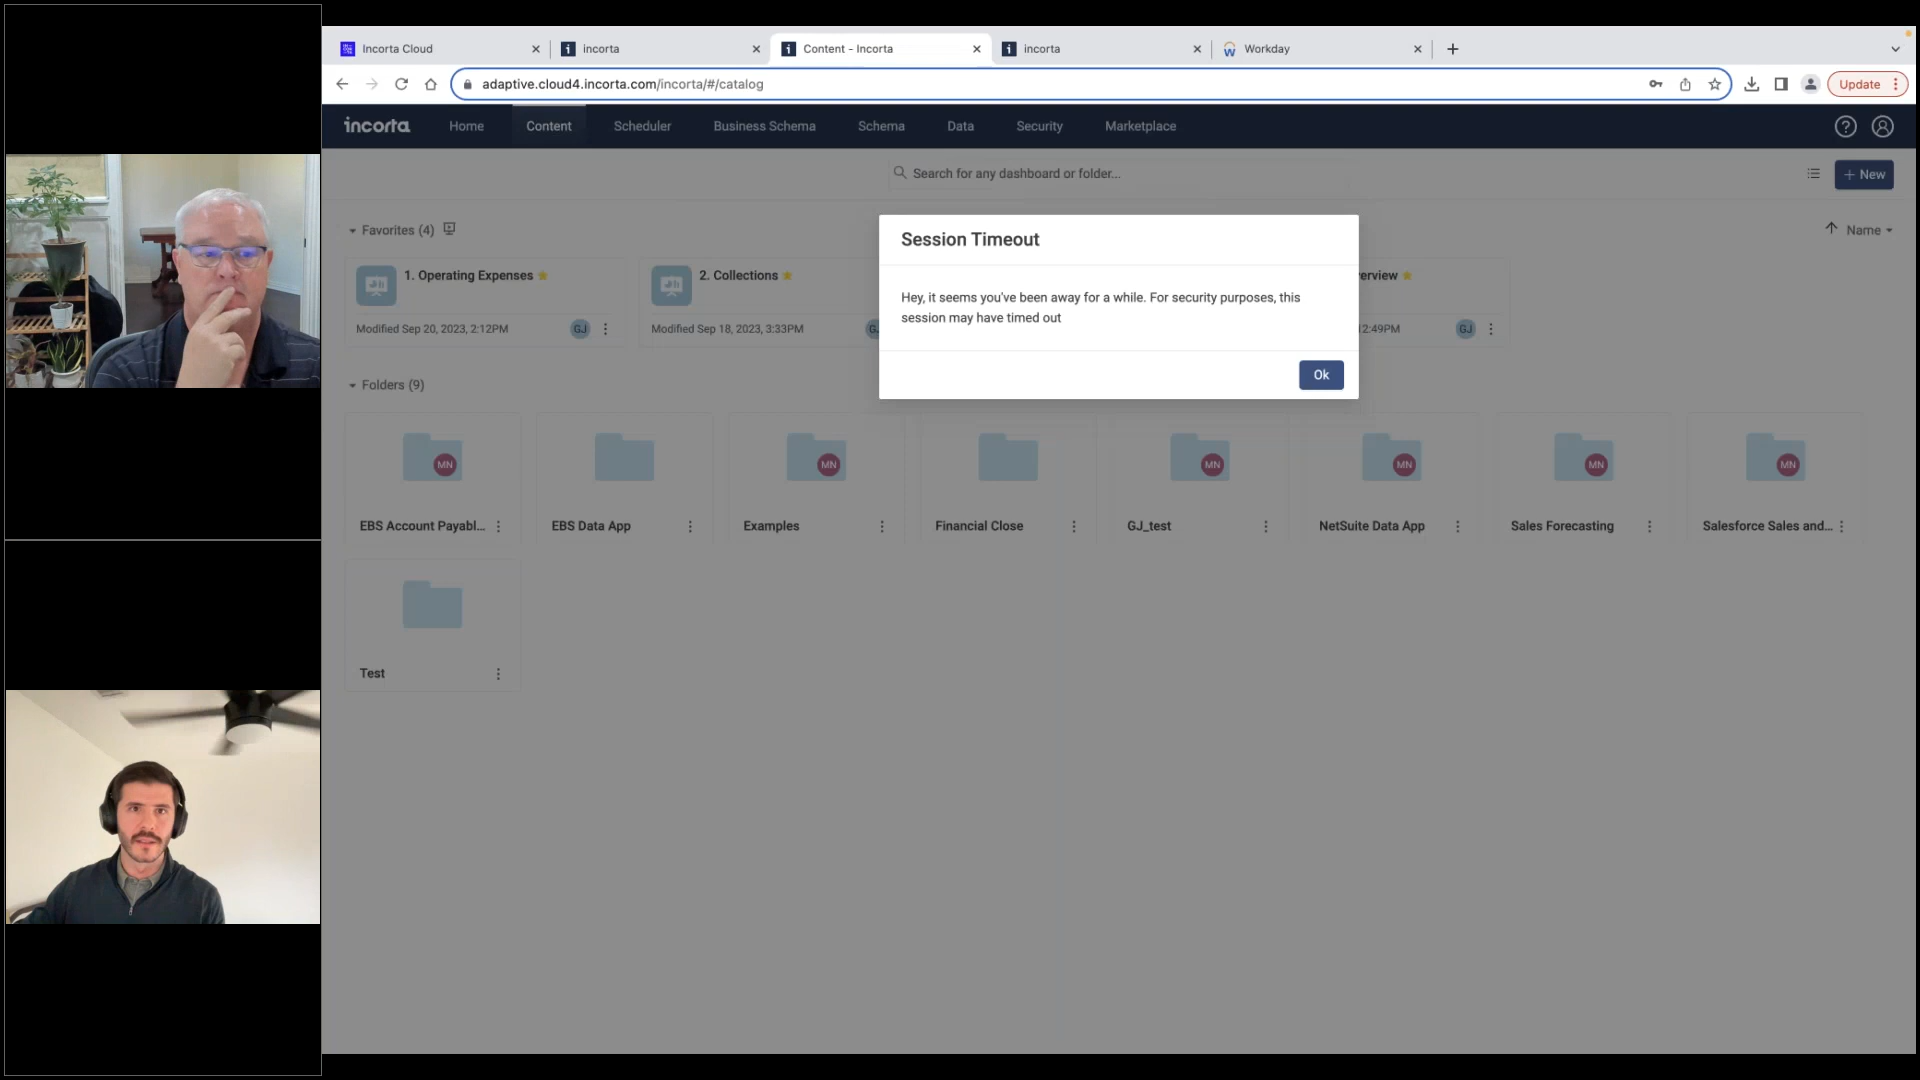 Incorta Cloud
incorta
Content - Incorta
incorta
Workday
adaptive.cloud4.incorta.com/incorta/#/catalog
Update
incorta Home Content Scheduler Business Schema Schema Data Security Marketplace
Search for any dashboard or folder...
+ New
Favorites (4)
Name
1. Operating Expenses
Modified Sep 20, 2023, 2:12PM
GJ
2. Collections
Modified Sep 18, 2023, 3:33PM
erview
2:49PM
GJ
Session Timeout
Hey, it seems you've been away for a while. For security purposes, this
session may have timed out
Ok
Folders (9)
MN
MN
MN
MN
MN
MN
EBS Account Payabl...
EBS Data App
Examples
Financial Close
GJ_test
NetSuite Data App
Sales Forecasting
Salesforce Sales and...
Test